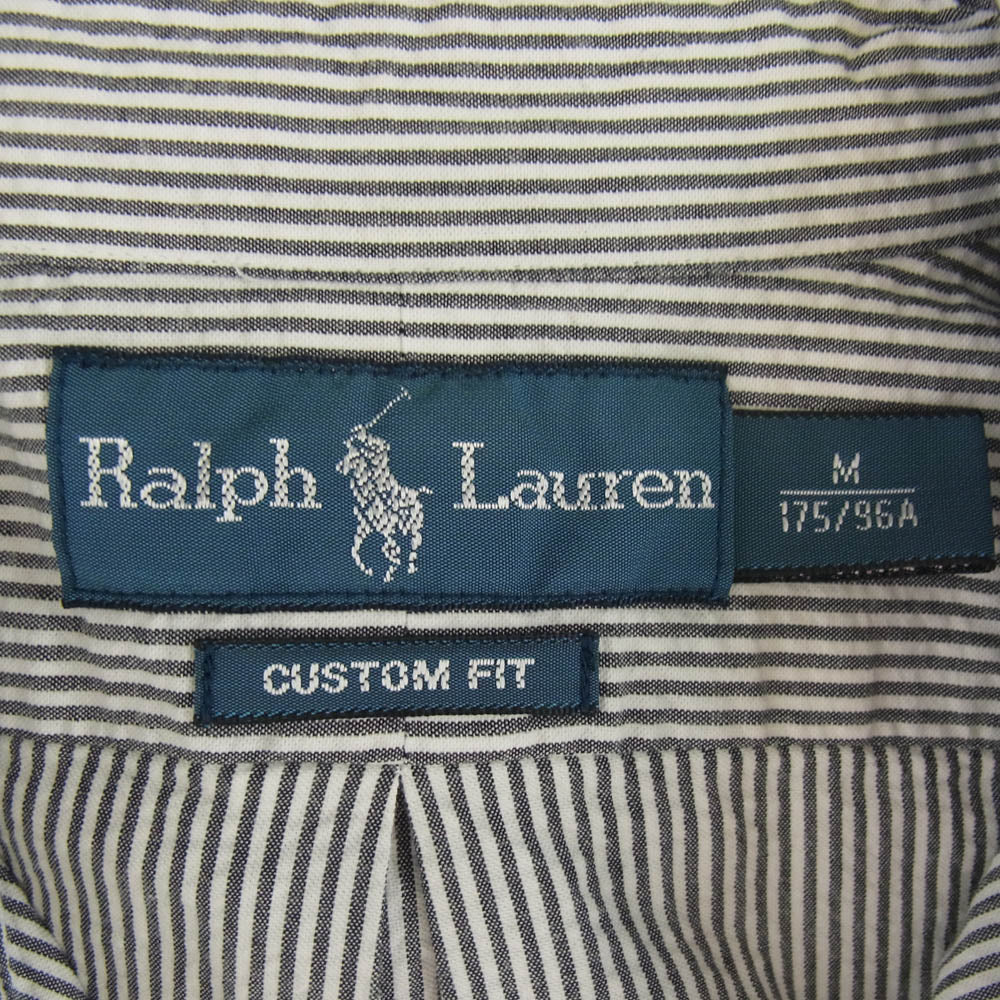 Ralph Lauren
M
175/96A
CUSTOM FIT